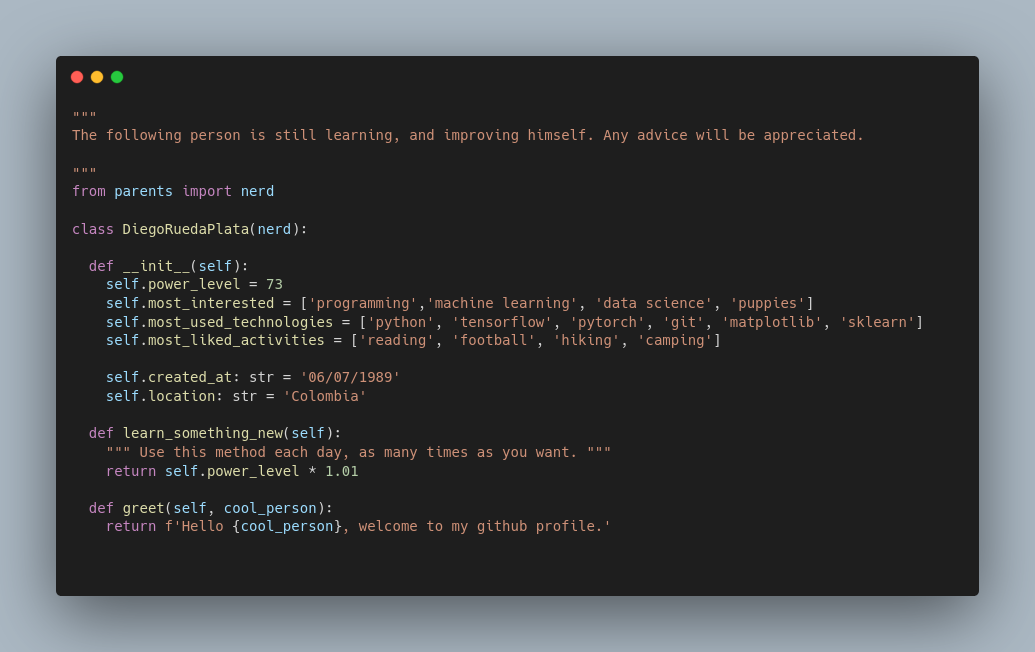 """
The following person is still learning, and improving himself. Any advice will be appreciated.
"""
from parents import nerd
class DiegoRuedaPlata(nerd):
def __init__(self):
self.power_level = 73
self.most_interested = ['programming','machine learning', 'data science', 'puppies']
self.most_used_technologies = ['python', 'tensorflow', 'pytorch', 'git', 'matplotlib', 'sklearn']
self.most_liked_activities = ['reading', 'football', 'hiking', 'camping']
self.created_at: str = '06/07/1989'
self.location: str = 'Colombia'
def learn_something_new(self):
""" Use this method each day, as many times as you want. """
return self.power_level * 1.01
def greet(self, cool_person):
return f'Hello {cool_person}, welcome to my github profile.'